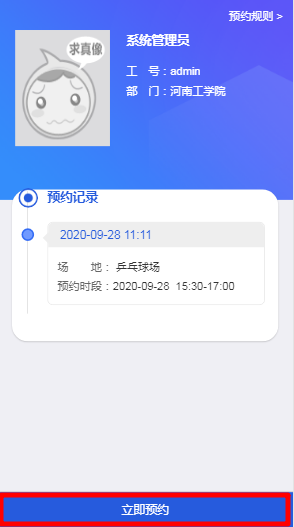 预约规则 >
求真像
系统管理员
工　号：admin
部　门：河南工学院
预约记录
2020-09-28 11:11
场　　地： 乒乓球场
预约时段：2020-09-28 15:30-17:00
立即预约